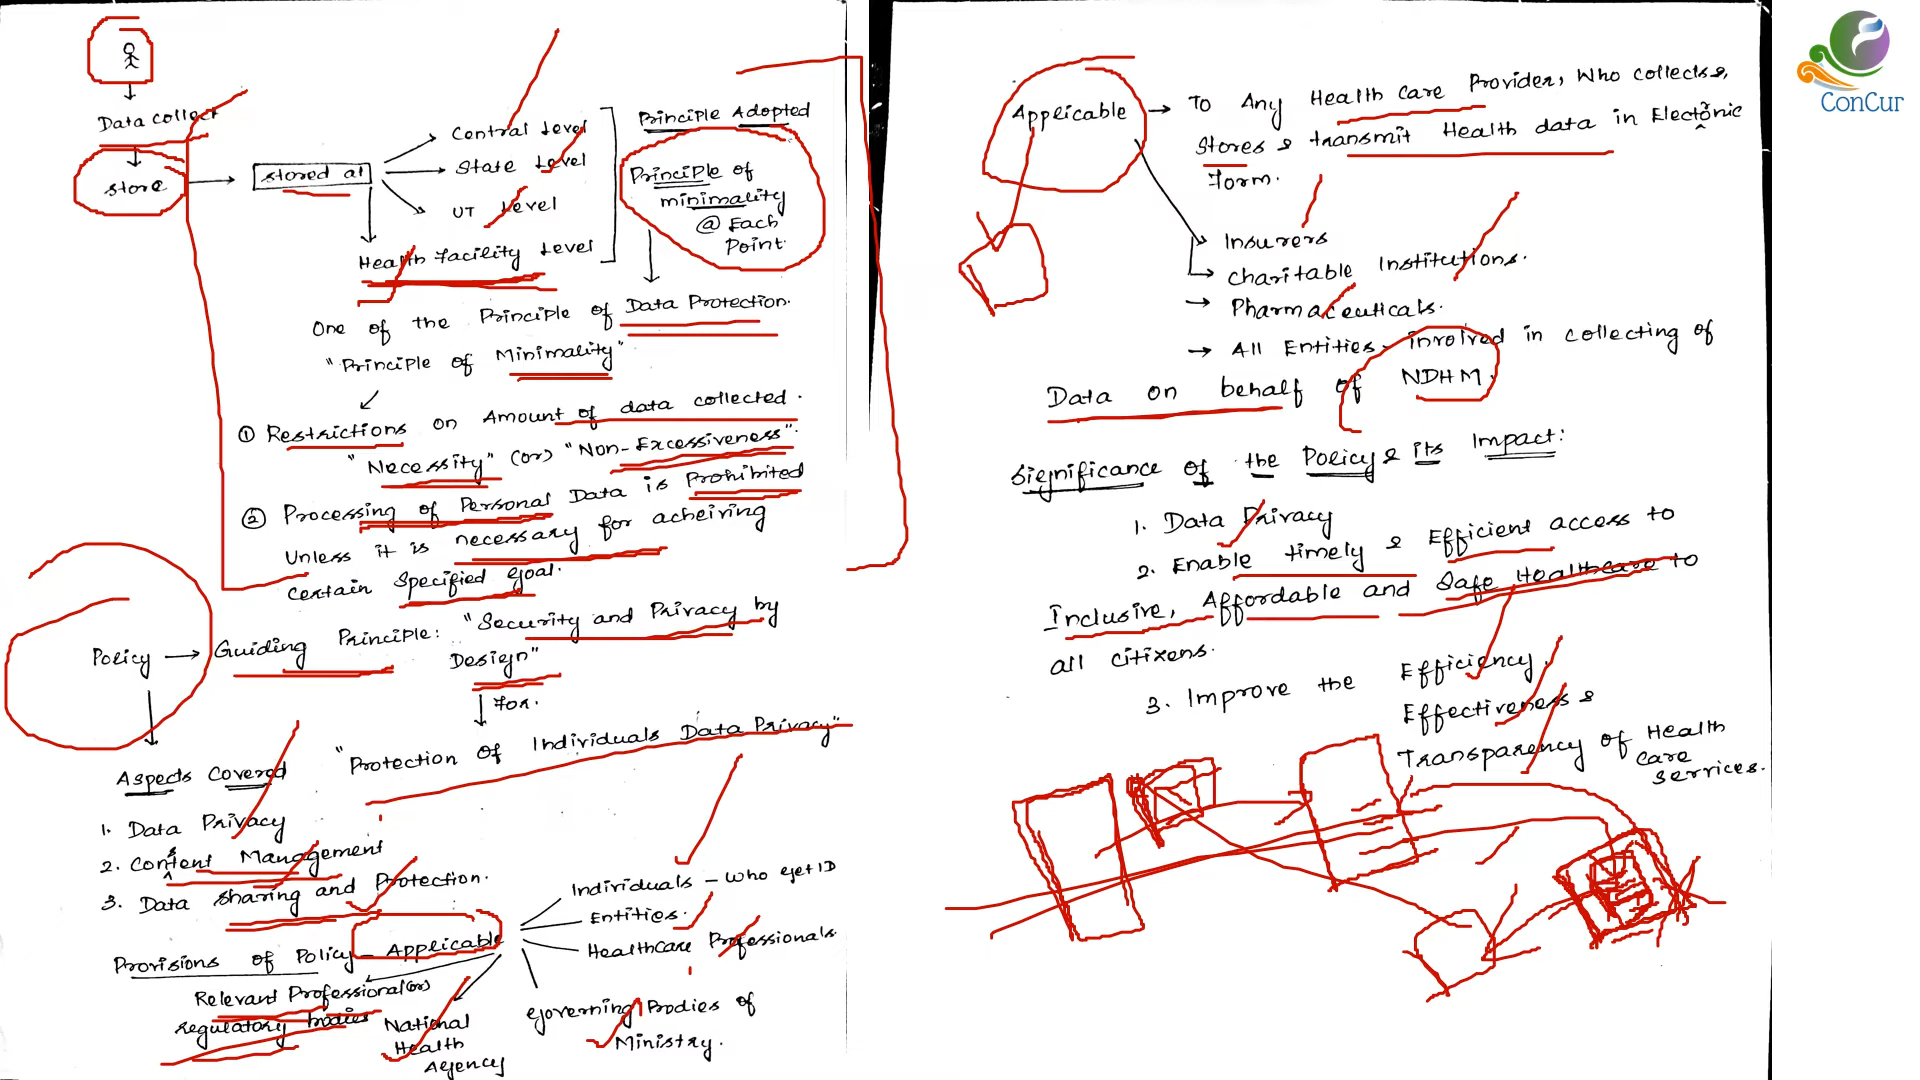 Data collect
store
stored at
Central Level
State Level
UT Level
Health facility Level
Principle Adopted
Principle of
minimality
@ Each
Point.
One of the Principle of Data Protection.
"Principle of Minimality"
① Restrictions on Amount of data collected.
"Necessity" (or) "Non-Excessiveness".
② Processing of Personal Data is Prohibited
Unless it is necessary for acheiving
certain specified goal.
Policy → Guiding Principle: "Security and Privacy by
Design"
for.
"Protection of Individuals Data Privacy"
Aspects Covered
1. Data Privacy
2. Consent Management
3. Data sharing and Protection.
Provisions of Policy - Applicable
Individuals - who get ID
Entities.
Healthcare Professionals.
Governing Bodies of
Ministry.
Relevant Professional (or)
regulatory bodies
National
Health
Agency
Applicable → To Any Health care Provider, who collects,
Stores & transmit Health data in Electronic
Form.
Insurers
Charitable Institutions.
→ Pharmaceuticals.
→ All Entities - involved in collecting of
Data on behalf of NDHM.
Significance of the Policy & its Impact:
1. Data Privacy
2. Enable timely & Efficient access to
Inclusive, Affordable and Safe Healthcare to
all citizens.
3. Improve the Efficiency,
Effectiveness &
Transparency of Health
care
services.
ConCur